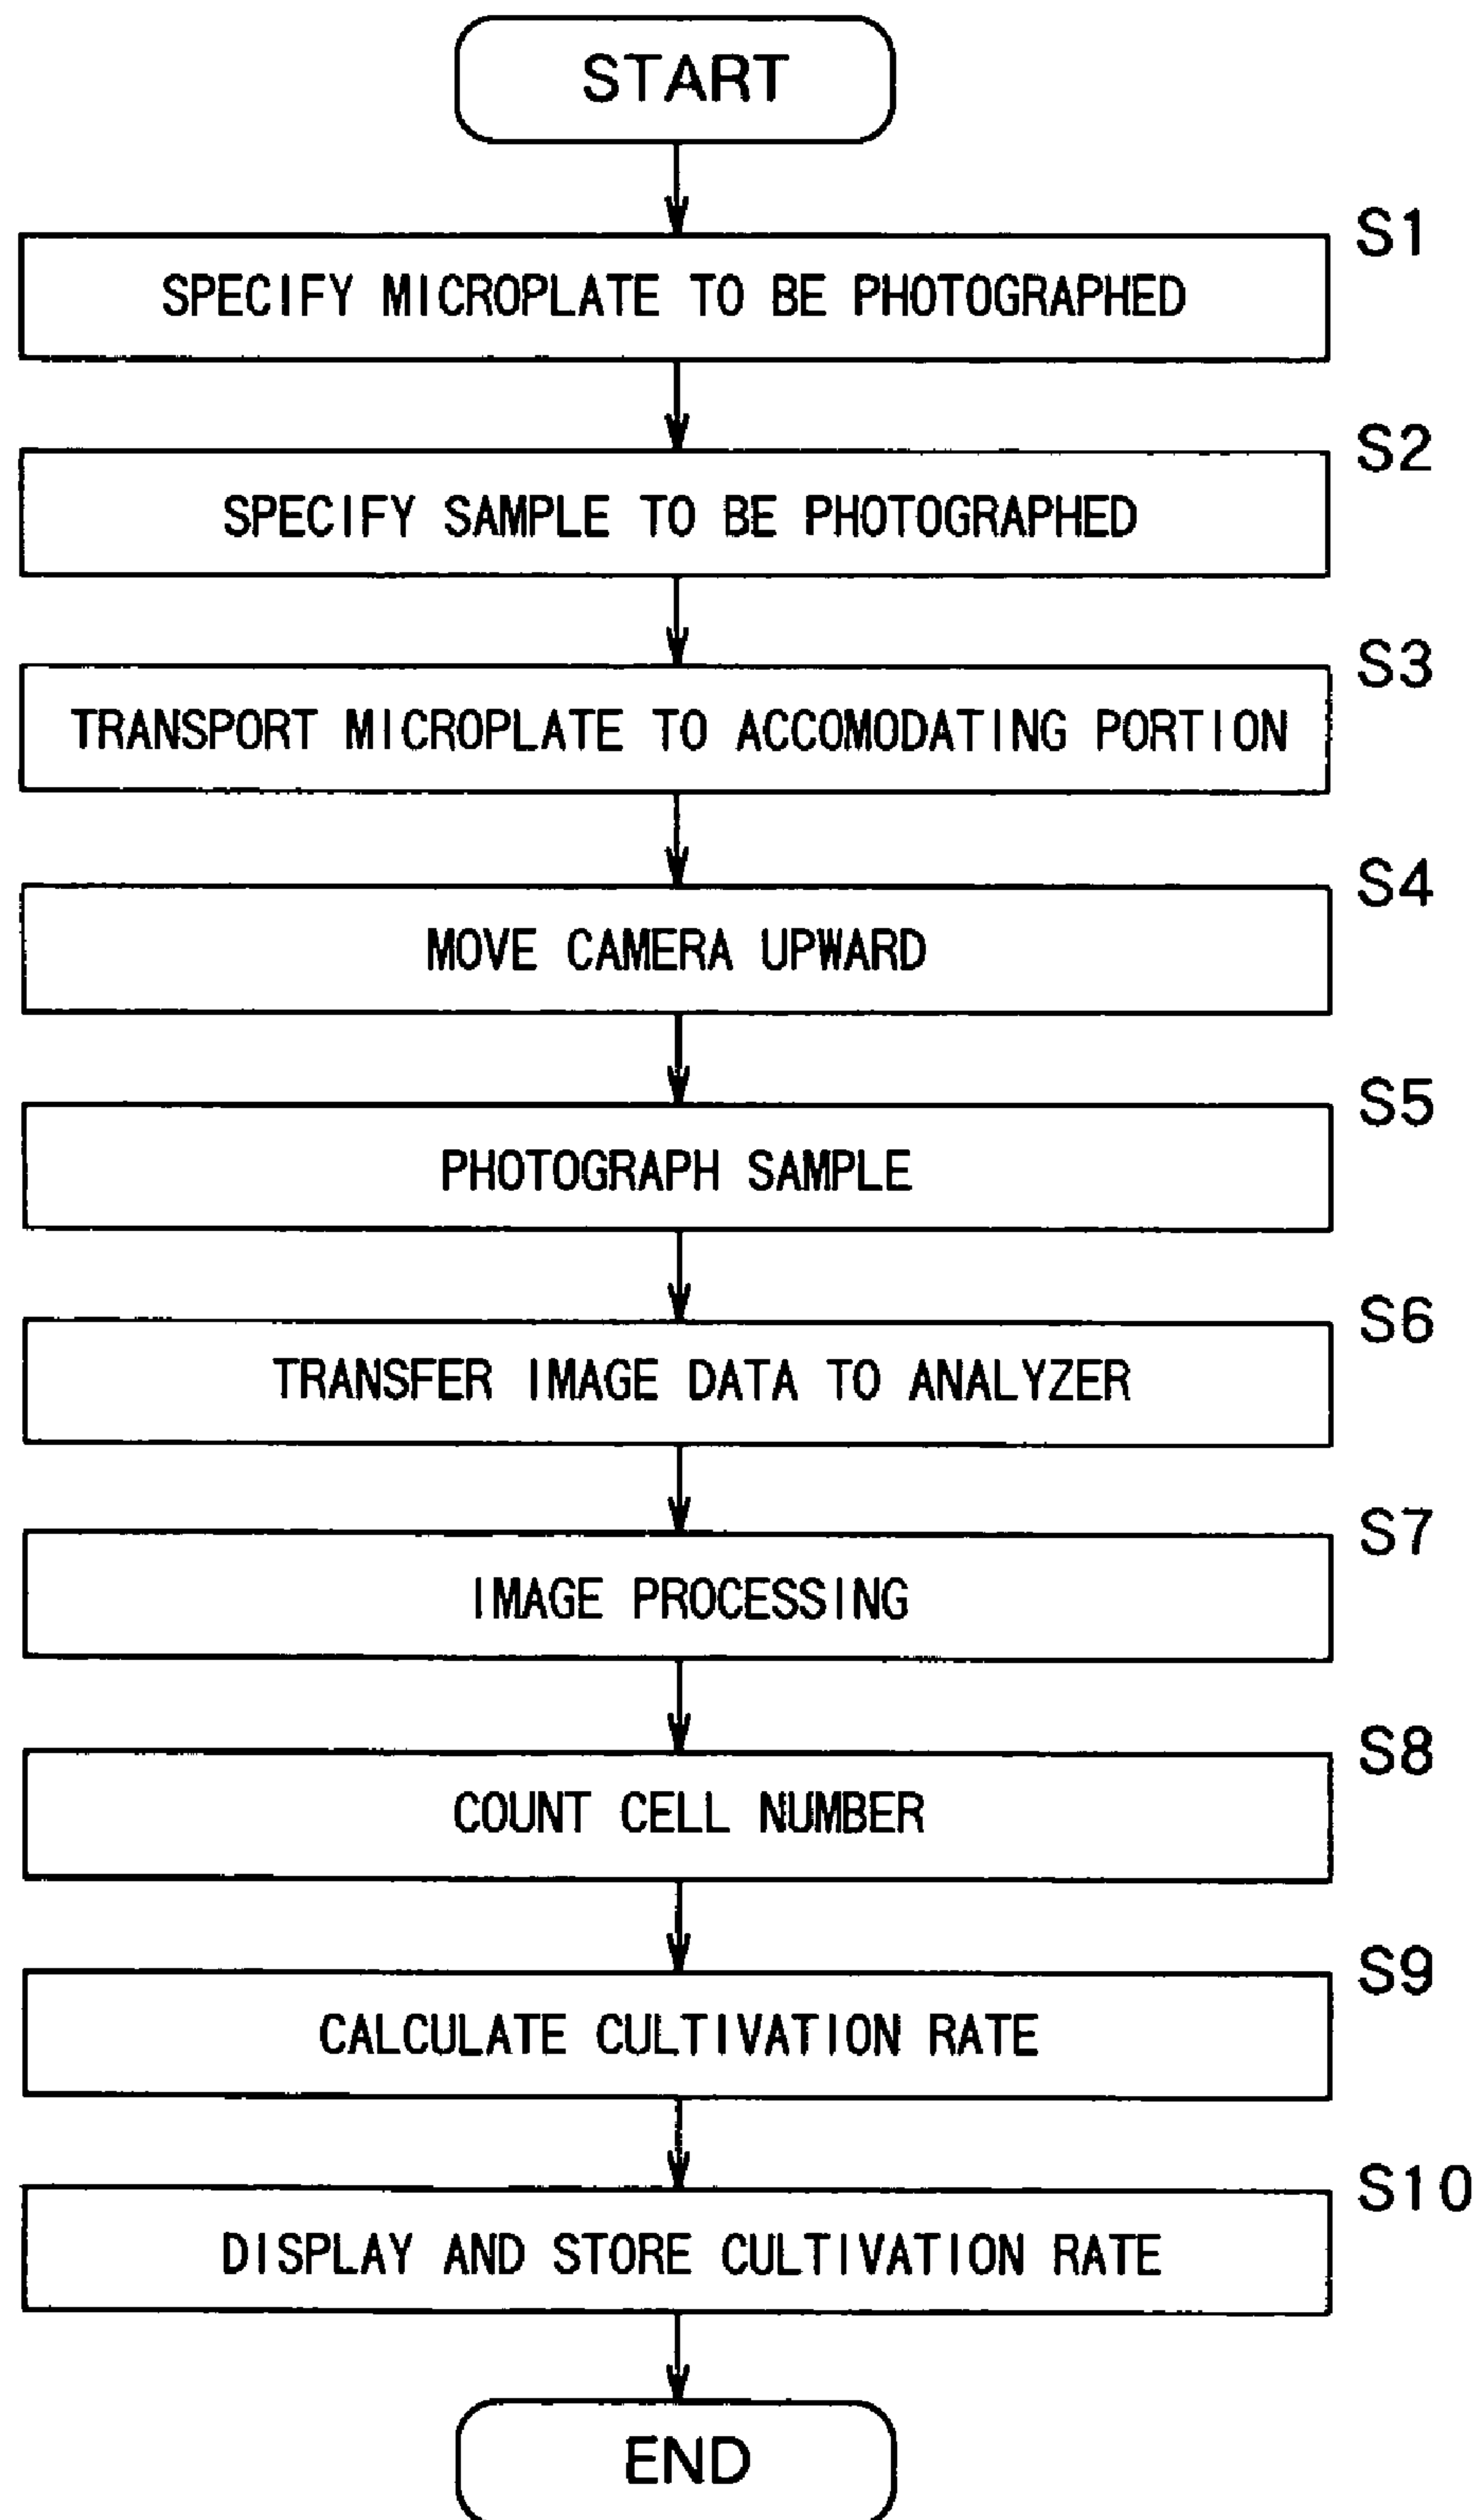 START
S1
SPECIFY MICROPLATE TO BE PHOTOGRAPHED
S2
SPECIFY SAMPLE TO BE PHOTOGRAPHED
S3
TRANSPORT MICROPLATE TO ACCOMODATING PORTION
S4
MOVE CAMERA UPWARD
S5
PHOTOGRAPH SAMPLE
S6
TRANSFER IMAGE DATA TO ANALYZER
S7
IMAGE PROCESSING
S8
COUNT CELL NUMBER
S9
CALCULATE CULTIVATION RATE
S10
DISPLAY AND STORE CULTIVATION RATE
END